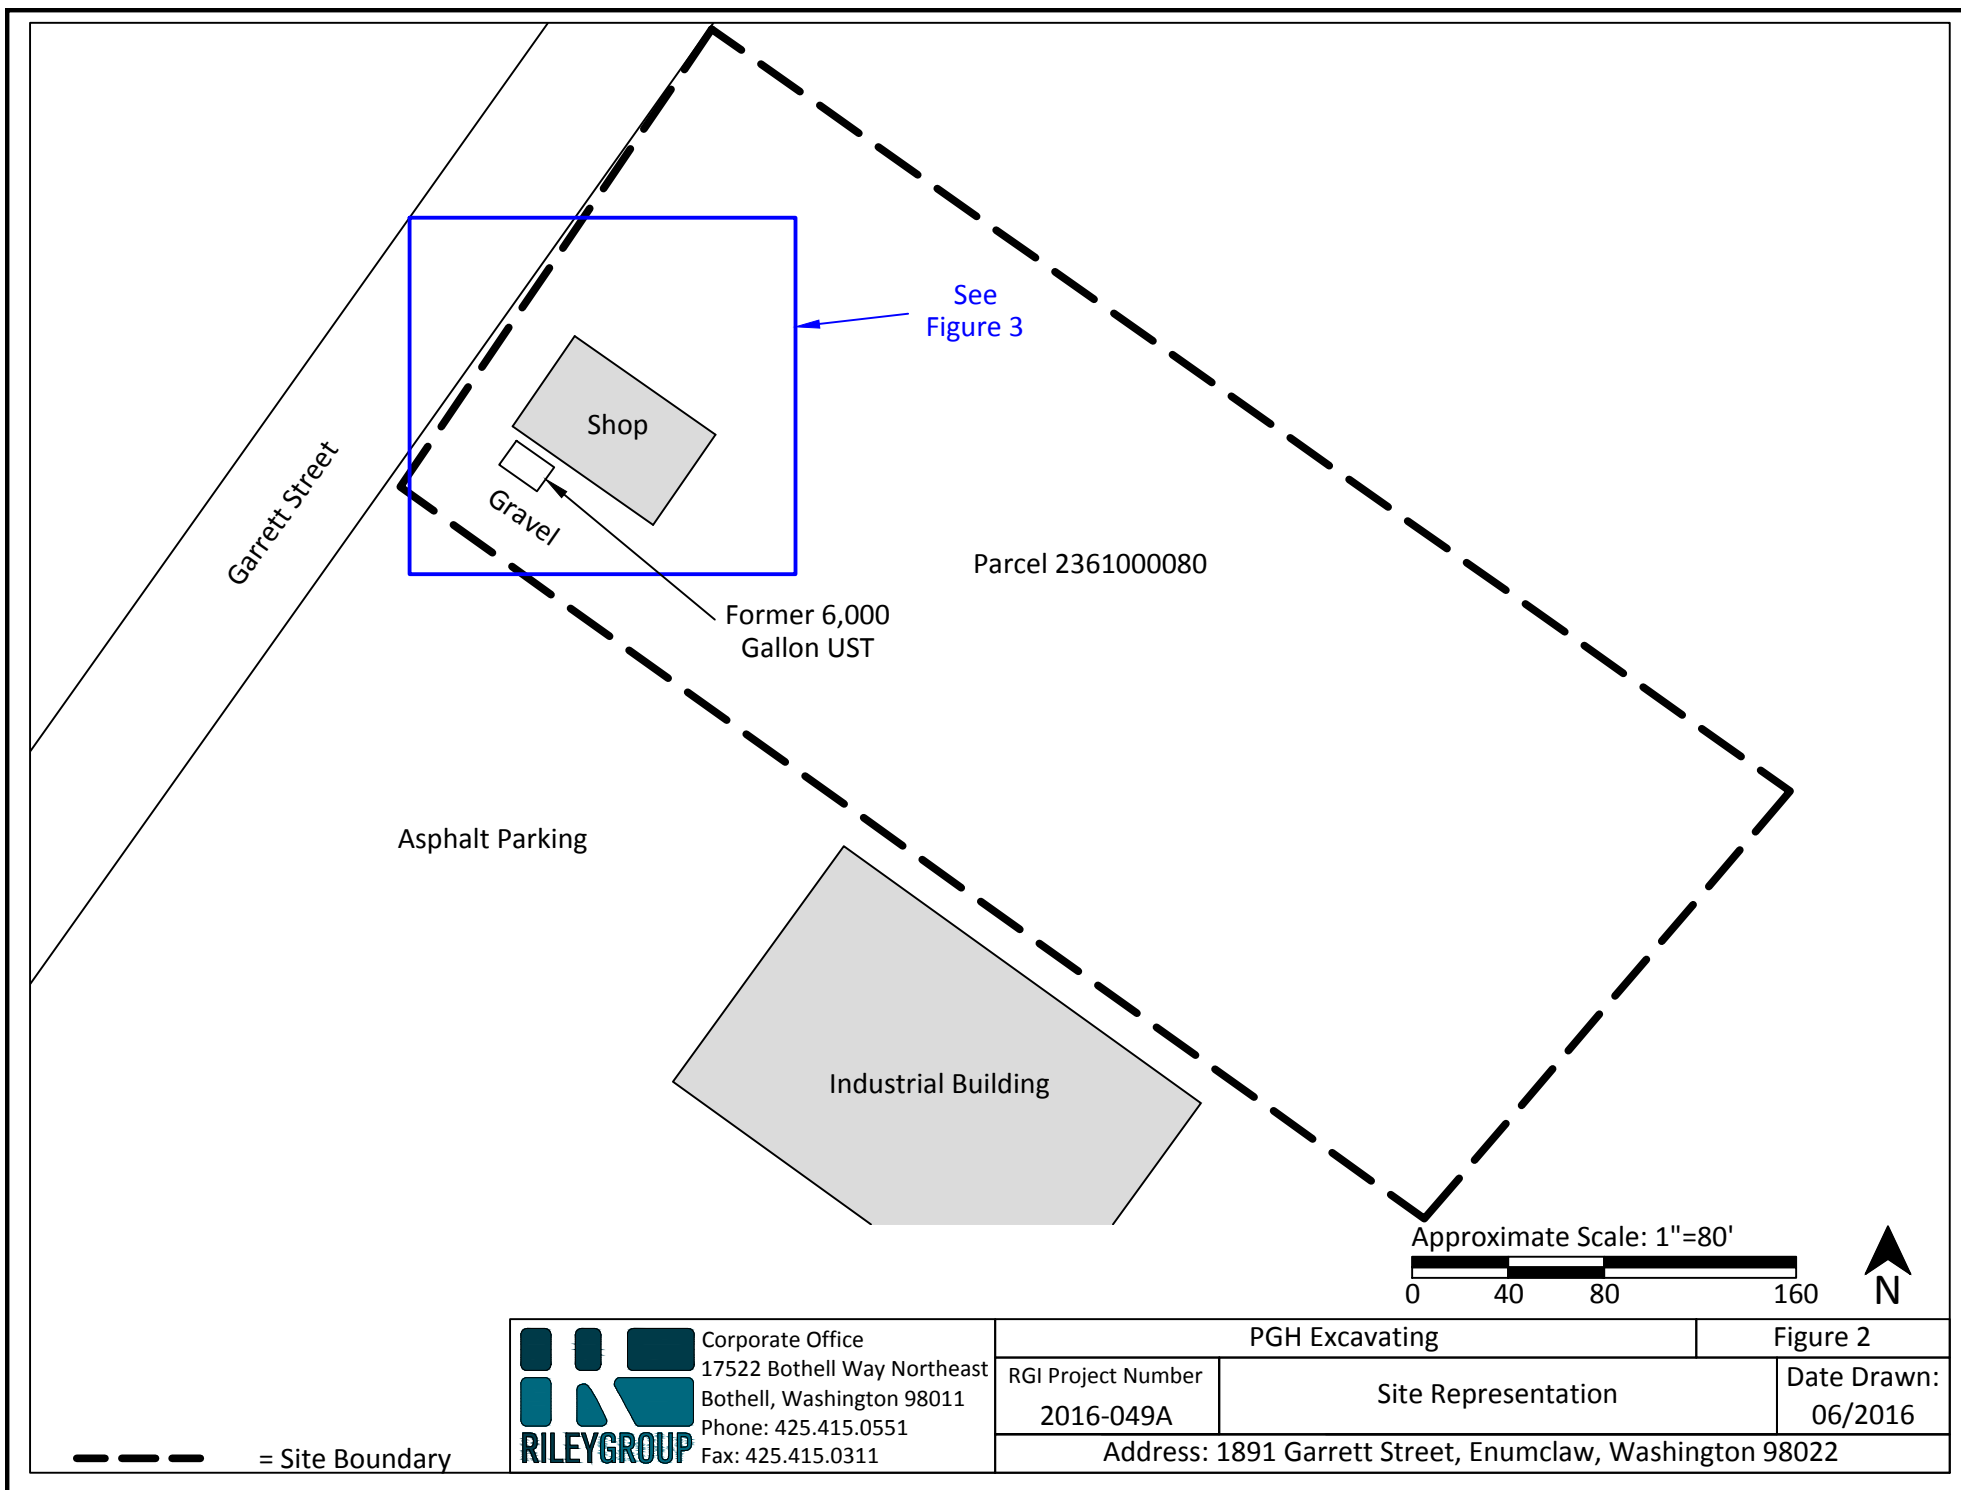 See
Figure 3
Shop
Garrett Street
Gravel
Parcel 2361000080
Former 6,000
Gallon UST
Asphalt Parking
Industrial Building
Approximate Scale: 1"=80'
0 40 80 160
N
= Site Boundary
RILEYGROUP
Corporate Office
17522 Bothell Way Northeast
Bothell, Washington 98011
Phone: 425.415.0551
Fax: 425.415.0311
PGH Excavating
Figure 2
RGI Project Number
2016-049A
Site Representation
Date Drawn:
06/2016
Address: 1891 Garrett Street, Enumclaw, Washington 98022